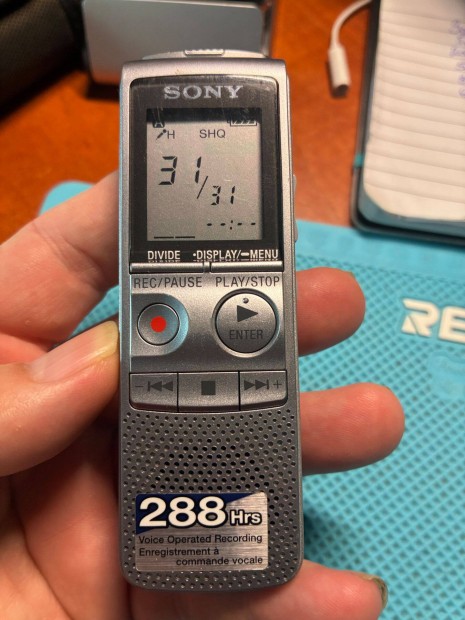 SONY
A
H SHQ
31/31
--:--
DIVIDE •DISPLAY/—MENU
REC/PAUSE PLAY/STOP
ENTER
288 Hrs
Voice Operated Recording
Enregistrement à
commande vocale
RE